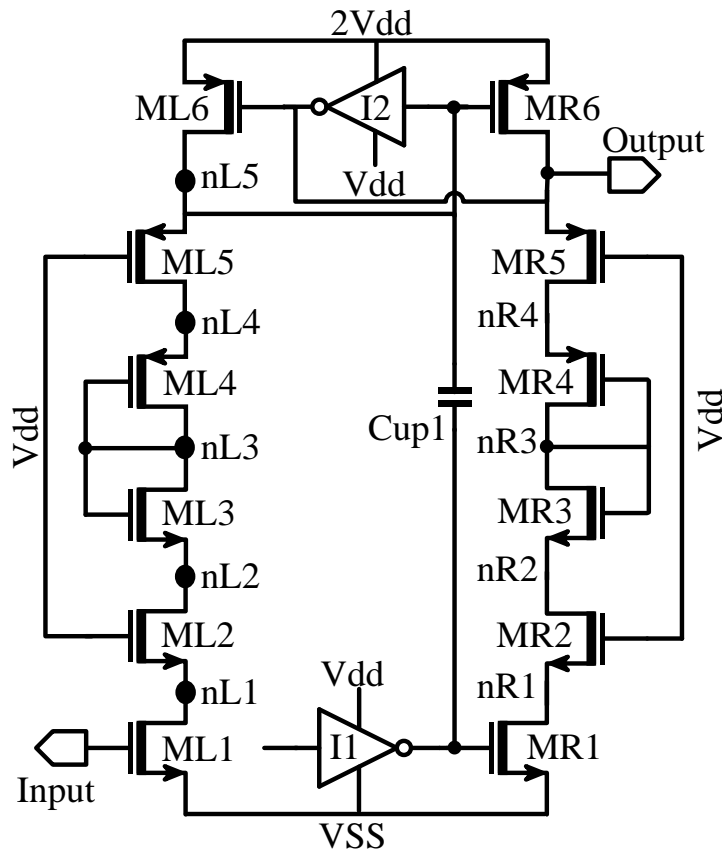 2Vdd
ML6
I2
MR6
Output
Vdd
nL5
ML5
MR5
nL4
nR4
ML4
MR4
Vdd
Cup1
Vdd
nL3
nR3
ML3
MR3
nL2
nR2
ML2
MR2
nL1
Vdd
nR1
ML1
I1
MR1
Input
VSS